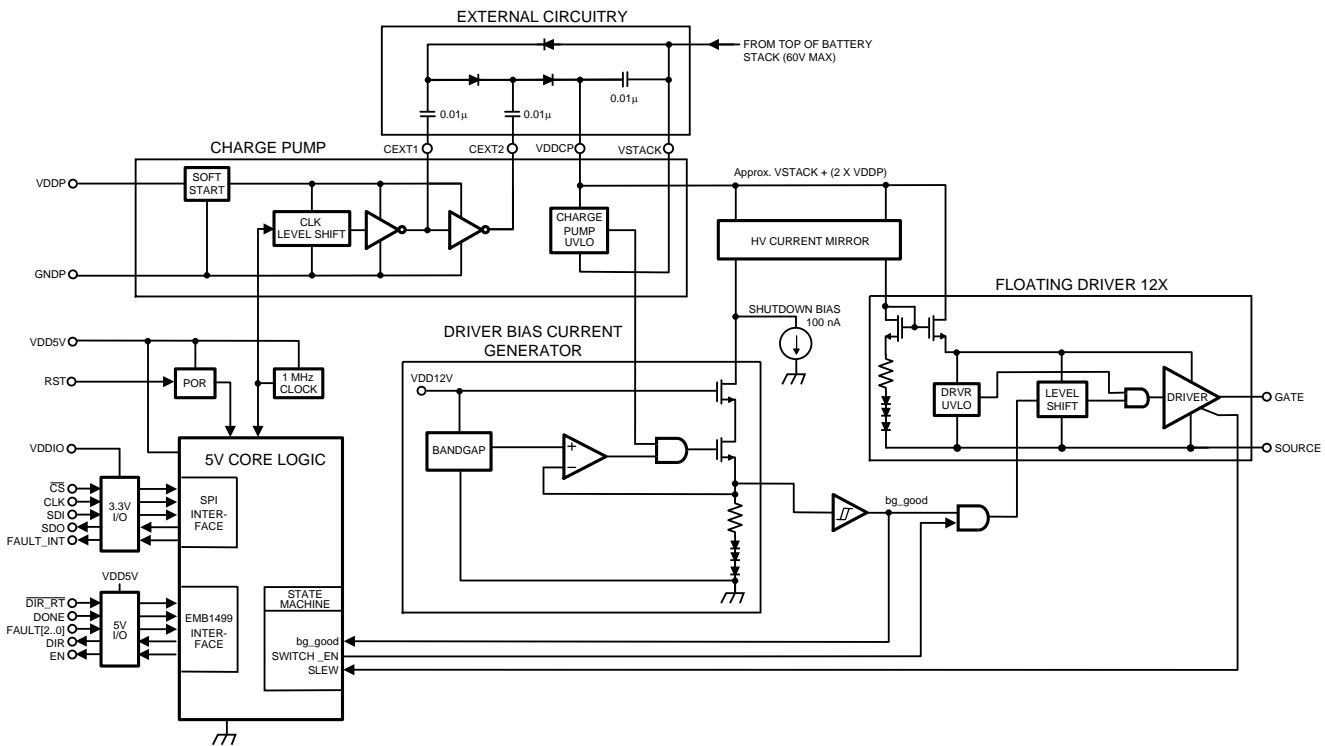 EXTERNAL CIRCUITRY
FROM TOP OF BATTERY
STACK (60V MAX)
0.01μ
0.01μ
0.01μ
CHARGE PUMP
CEXT1
CEXT2
VDDCP
VSTACK
VDDP
SOFT
START
CLK
LEVEL SHIFT
CHARGE
PUMP
UVLO
GNDP
Approx. VSTACK + (2 X VDDP)
HV CURRENT MIRROR
FLOATING DRIVER 12X
SHUTDOWN BIAS
100 nA
DRIVER BIAS CURRENT
GENERATOR
VDD5V
RST
POR
1 MHz
CLOCK
VDD12V
BANDGAP
+
−
DRVR
UVLO
LEVEL
SHIFT
DRIVER
GATE
SOURCE
VDDIO
5V CORE LOGIC
CS
CLK
SDI
SDO
FAULT_INT
3.3V
I/O
SPI
INTER-
FACE
bg_good
VDD5V
DIR_RT
DONE
FAULT[2..0]
DIR
EN
5V
I/O
EMB1499
INTER-
FACE
STATE
MACHINE
bg_good
SWITCH _EN
SLEW